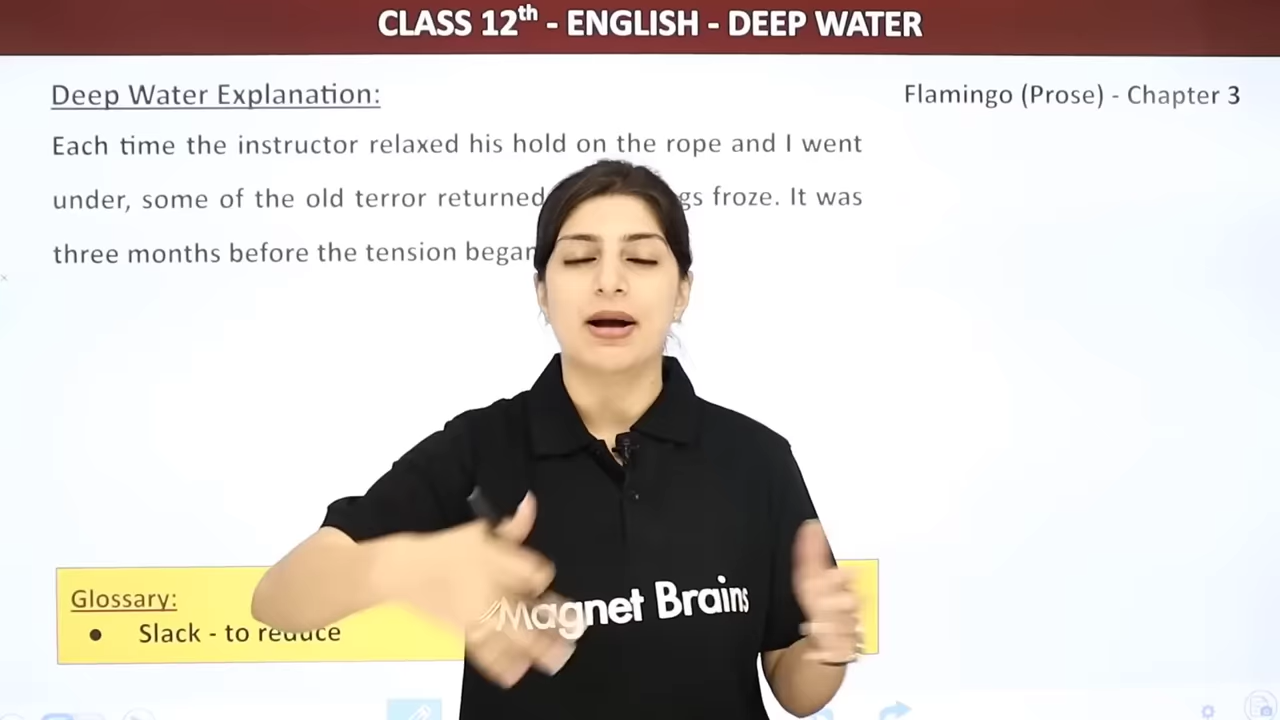 CLASS 12th - ENGLISH - DEEP WATER
Deep Water Explanation:
Flamingo (Prose) - Chapter 3
Each time the instructor relaxed his hold on the rope and I went
under, some of the old terror returned froze. It was
three months before the tension began
Glossary:
● Slack - to reduce
Magnet Brains